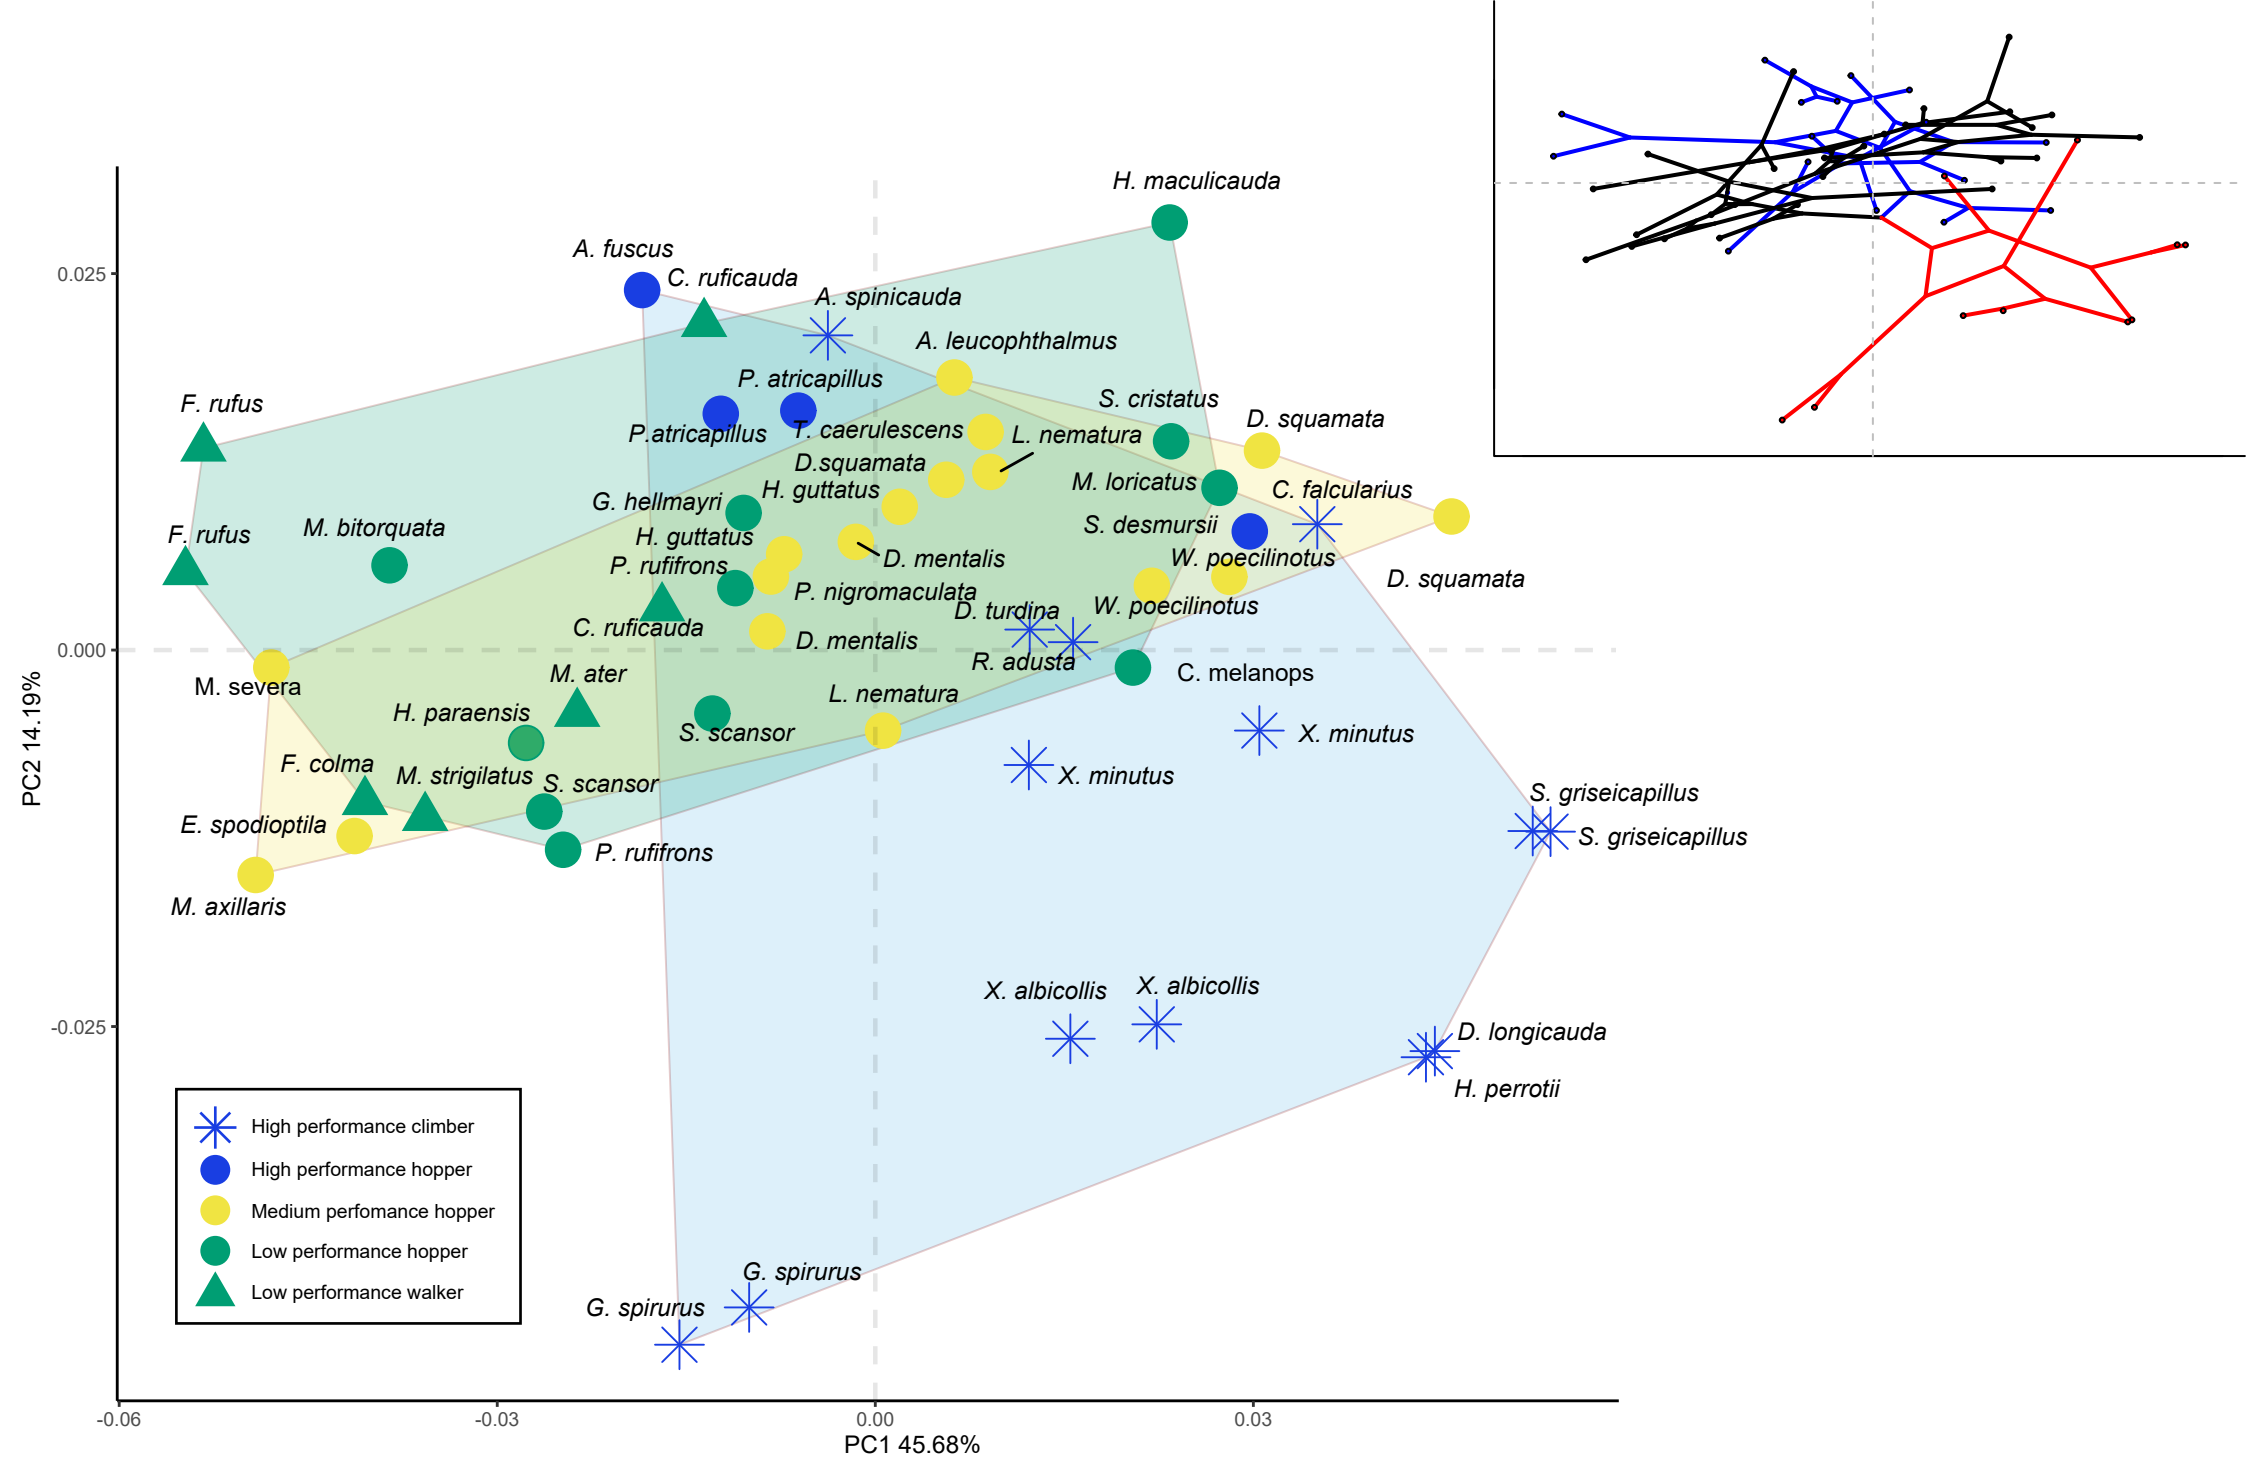 H. maculicauda
A. fuscus
C. ruficauda
0.025
A. spinicauda
A. leucophthalmus
P. atricapillus
S. cristatus
F. rufus
D. squamata
P.atricapillus
T. caerulescens
L. nematura
D.squamata
M. loricatus
H. guttatus
C. falcularius
G. hellmayri
S. desmursii
M. bitorquata
F. rufus
H. guttatus
D. mentalis
W. poecilinotus
P. rufifrons
D. squamata
P. nigromaculata
D. turdina
W. poecilinotus
C. ruficauda
D. mentalis
0.000
R. adusta
M. ater
C. melanops
M. severa
L. nematura
H. paraensis
S. scansor
X. minutus
F. colma
M. strigilatus
S. scansor
X. minutus
S. griseicapillus
E. spodioptila
S. griseicapillus
P. rufifrons
M. axillaris
PC2 14.19%
X. albicollis
X. albicollis
-0.025
D. longicauda
H. perrotii
High performance climber
High performance hopper
Medium perfomance hopper
Low performance hopper
Low performance walker
G. spirurus
G. spirurus
-0.06
-0.03
0.00
0.03
PC1 45.68%